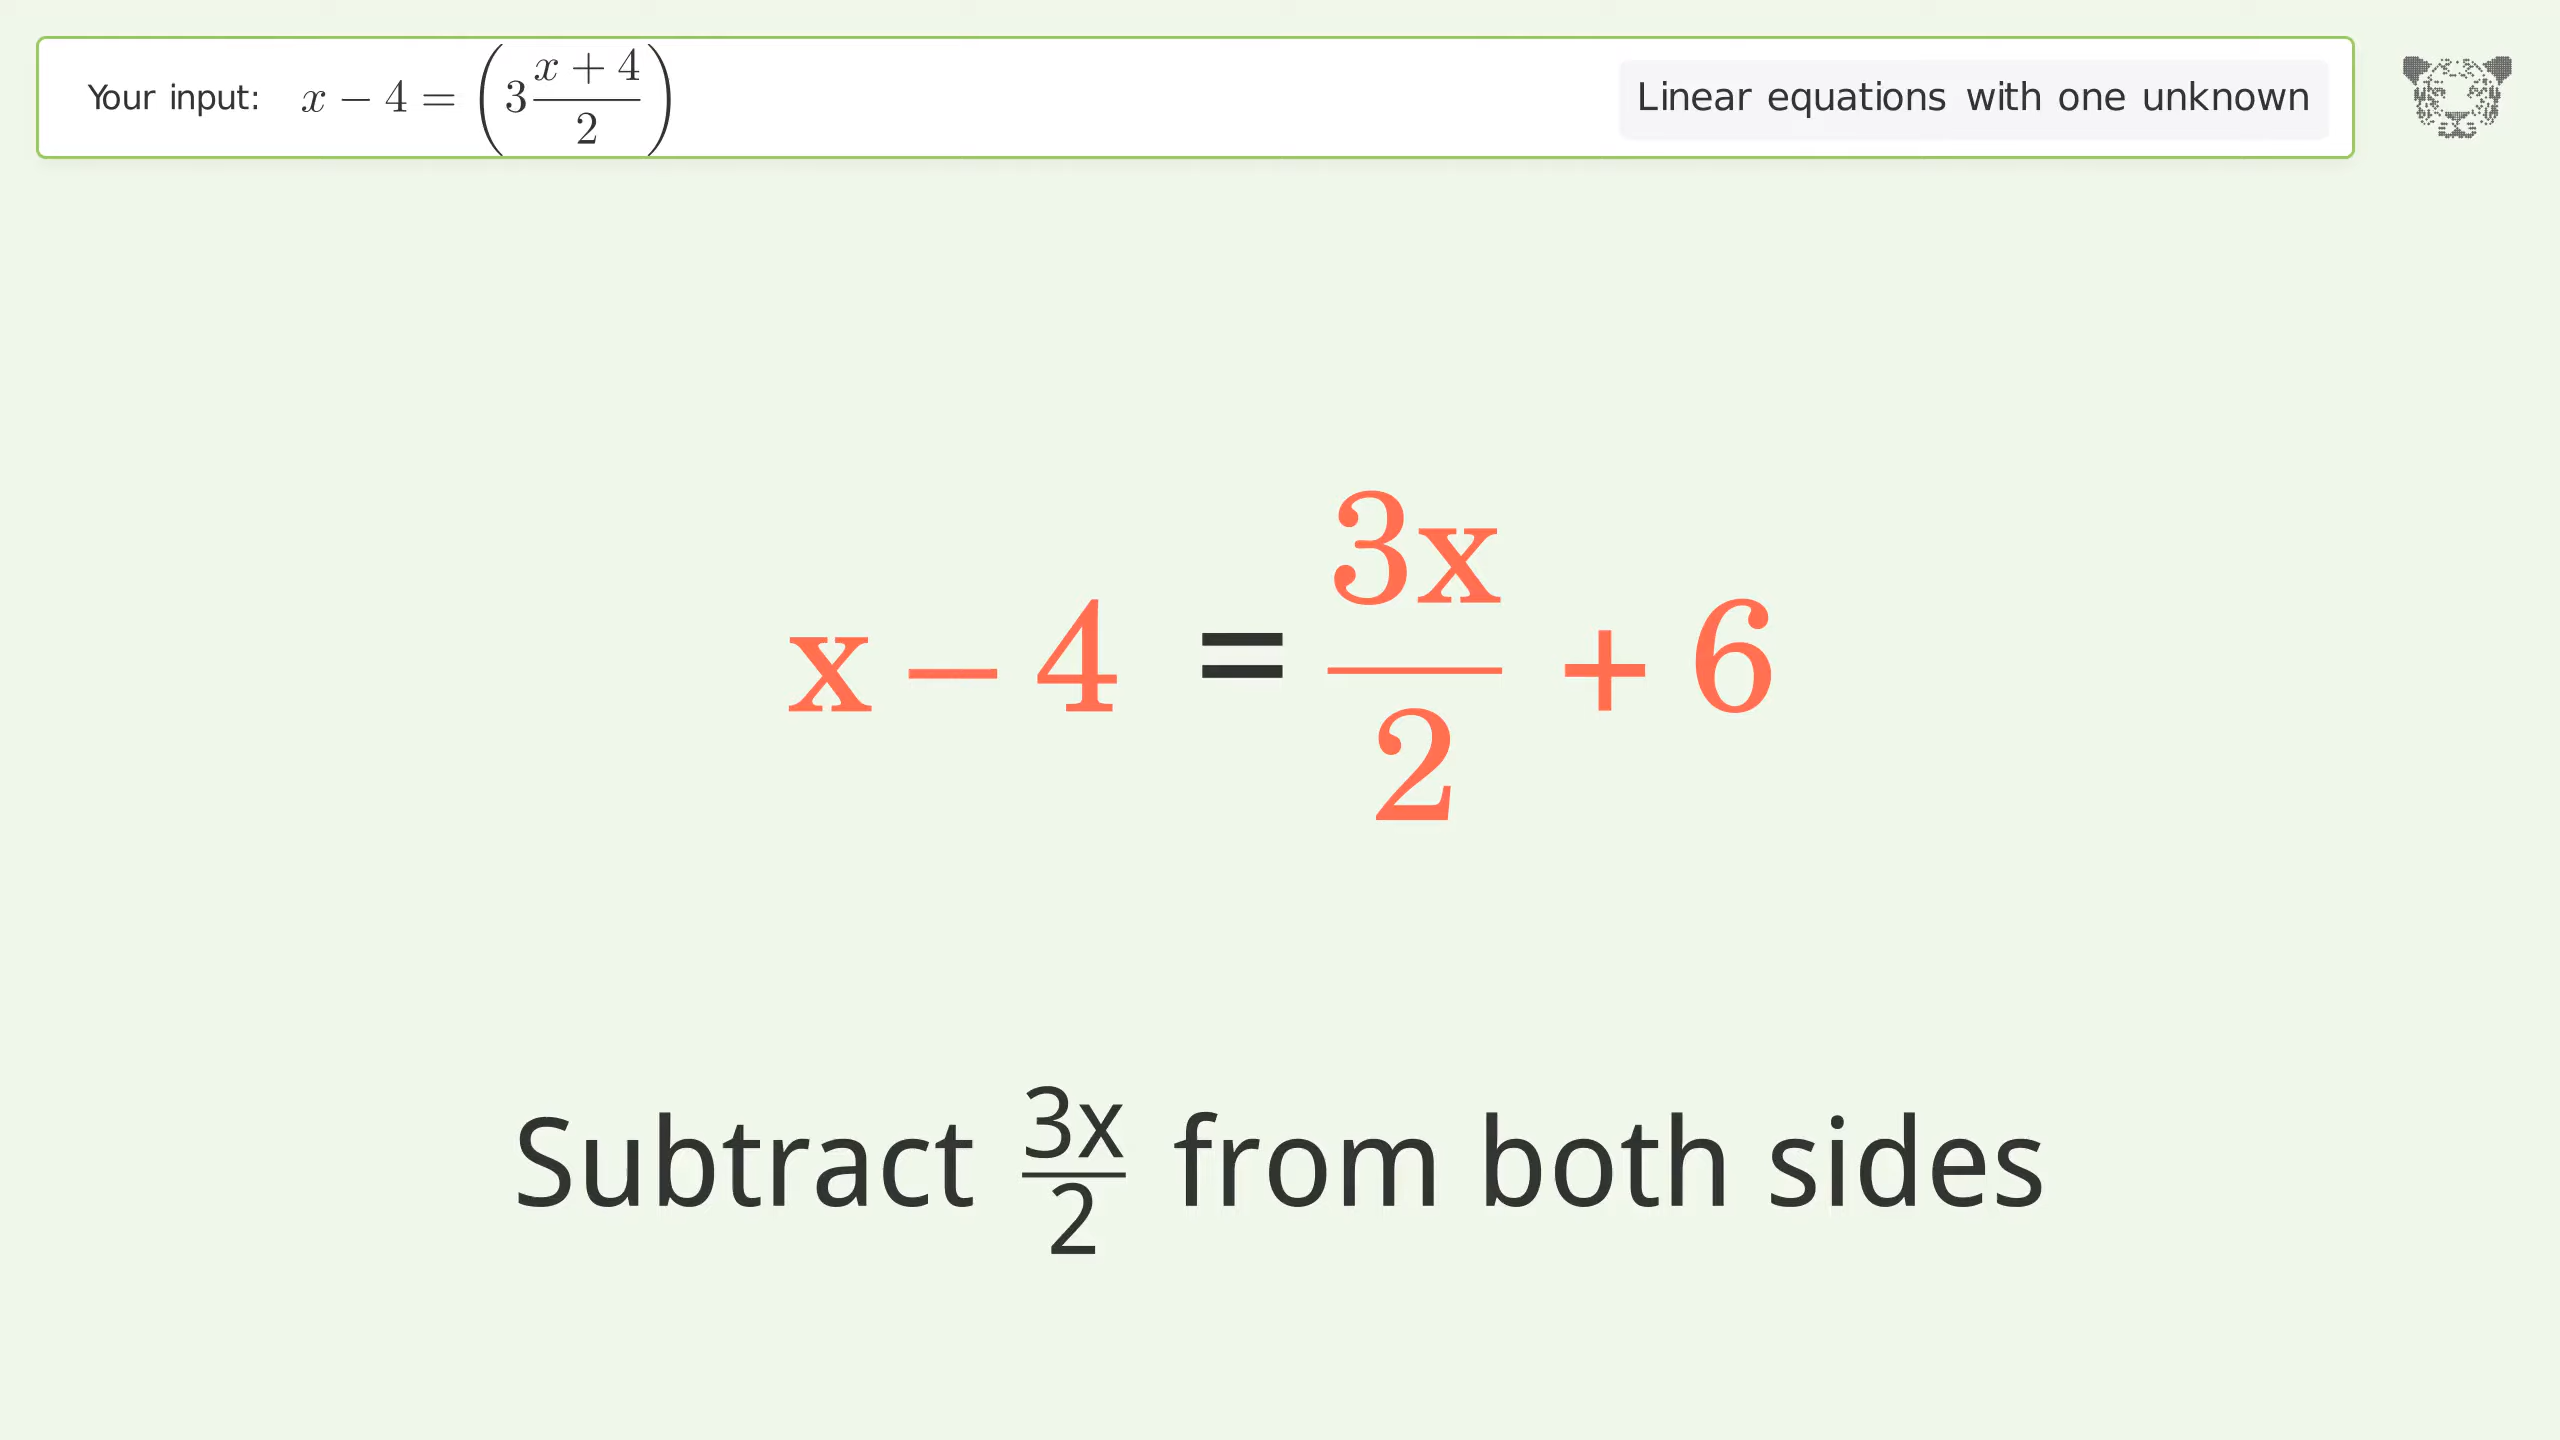 Your input: x − 4 = (3 (x + 4)/2)
Linear equations with one unknown
x − 4 = 3x/2 + 6
Subtract 3x/2 from both sides